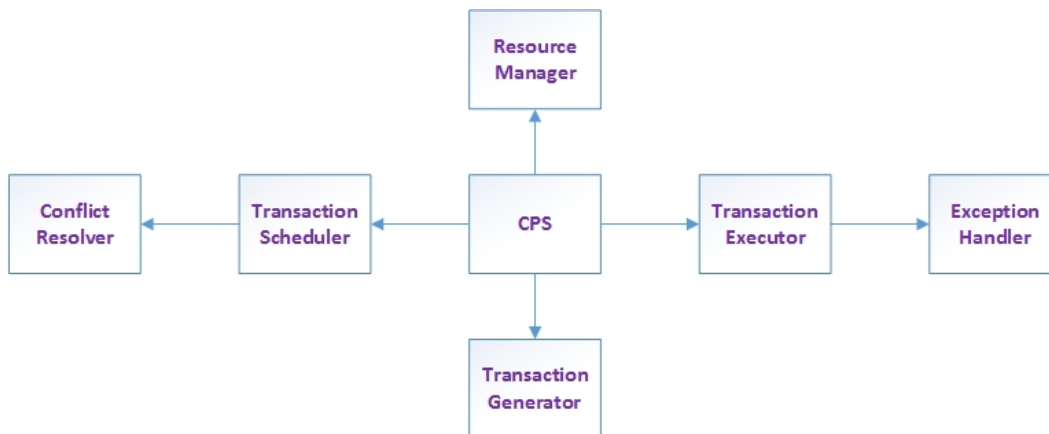 Resource
Manager
Conflict
Resolver
Transaction
Scheduler
CPS
Transaction
Executor
Exception
Handler
Transaction
Generator